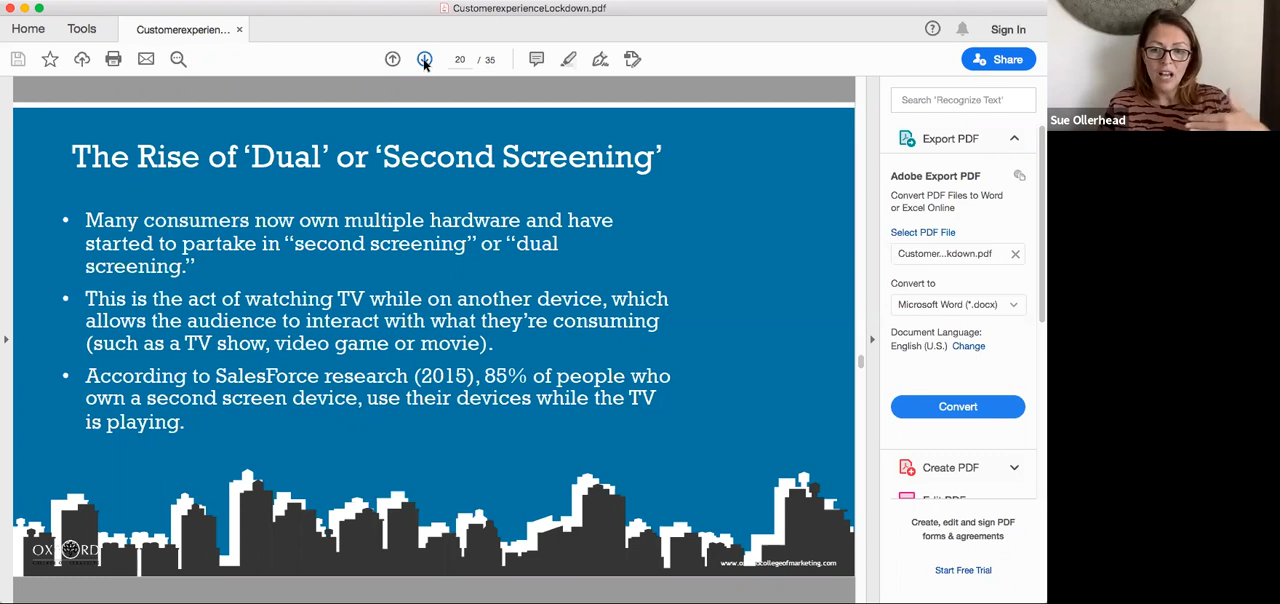 CustomerexperienceLockdown.pdf
Home
Tools
Customerexperien...
Sign In
20 / 35
Share
Sue Ollerhead
The Rise of ‘Dual’ or ‘Second Screening’
• Many consumers now own multiple hardware and have
started to partake in “second screening” or “dual
screening.”
• This is the act of watching TV while on another device, which
allows the audience to interact with what they’re consuming
(such as a TV show, video game or movie).
• According to SalesForce research (2015), 85% of people who
own a second screen device, use their devices while the TV
is playing.
OXFORD
Search 'Recognize Text'
Export PDF
Adobe Export PDF
Convert PDF Files to Word
or Excel Online
Select PDF File
Customer...kdown.pdf
Convert to
Microsoft Word (*.docx)
Document Language:
English (U.S.) Change
Convert
Create PDF
Edit PDF
Create, edit and sign PDF
forms & agreements
Start Free Trial